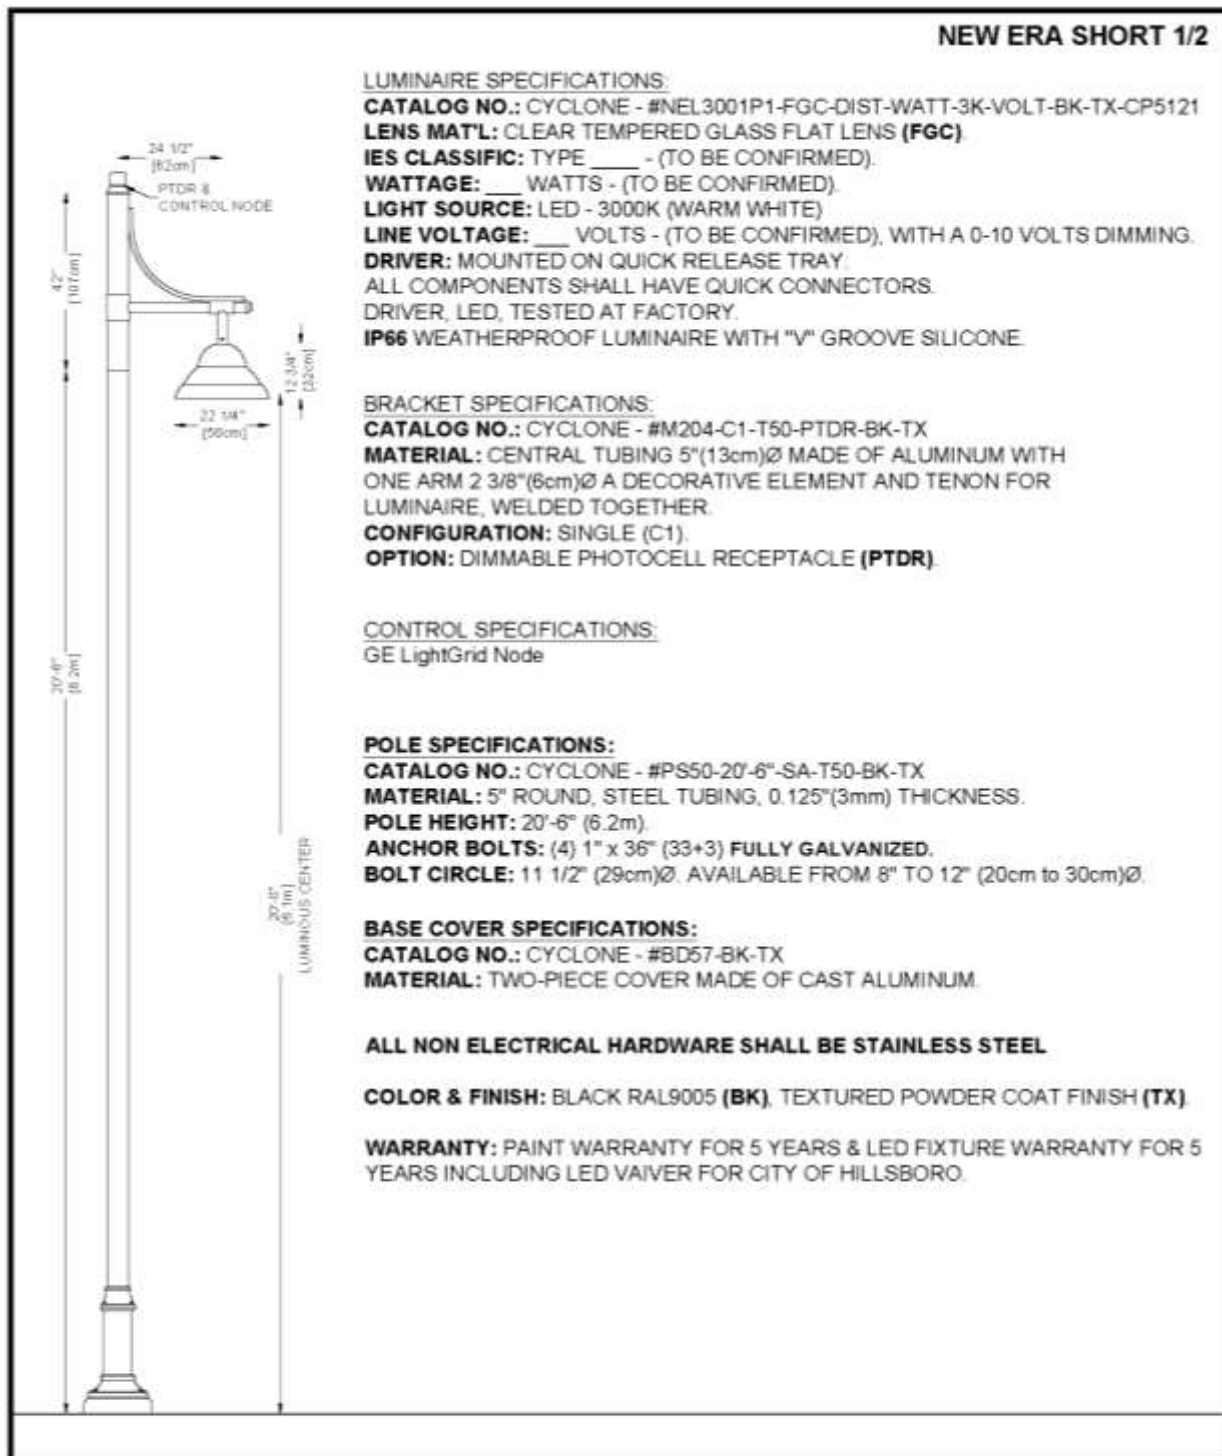 NEW ERA SHORT 1/2
LUMINAIRE SPECIFICATIONS:
CATALOG NO.: CYCLONE - #NEL3001P1-FGC-DIST-WATT-3K-VOLT-BK-TX-CP5121
LENS MAT'L: CLEAR TEMPERED GLASS FLAT LENS (FGC).
IES CLASSIFIC: TYPE ____ - (TO BE CONFIRMED).
WATTAGE: ___ WATTS - (TO BE CONFIRMED).
LIGHT SOURCE: LED - 3000K (WARM WHITE)
LINE VOLTAGE: ___ VOLTS - (TO BE CONFIRMED), WITH A 0-10 VOLTS DIMMING.
DRIVER: MOUNTED ON QUICK RELEASE TRAY.
ALL COMPONENTS SHALL HAVE QUICK CONNECTORS.
DRIVER, LED, TESTED AT FACTORY.
IP66 WEATHERPROOF LUMINAIRE WITH "V" GROOVE SILICONE.
BRACKET SPECIFICATIONS:
CATALOG NO.: CYCLONE - #M204-C1-T50-PTDR-BK-TX
MATERIAL: CENTRAL TUBING 5"(13cm)Ø MADE OF ALUMINUM WITH
ONE ARM 2 3/8"(6cm)Ø A DECORATIVE ELEMENT AND TENON FOR
LUMINAIRE, WELDED TOGETHER.
CONFIGURATION: SINGLE (C1).
OPTION: DIMMABLE PHOTOCELL RECEPTACLE (PTDR).
CONTROL SPECIFICATIONS:
GE LightGrid Node
POLE SPECIFICATIONS:
CATALOG NO.: CYCLONE - #PS50-20'-6"-SA-T50-BK-TX
MATERIAL: 5" ROUND, STEEL TUBING, 0.125"(3mm) THICKNESS.
POLE HEIGHT: 20'-6" (6.2m).
ANCHOR BOLTS: (4) 1" x 36" (33+3) FULLY GALVANIZED.
BOLT CIRCLE: 11 1/2" (29cm)Ø. AVAILABLE FROM 8" TO 12" (20cm to 30cm)Ø.
BASE COVER SPECIFICATIONS:
CATALOG NO.: CYCLONE - #BD57-BK-TX
MATERIAL: TWO-PIECE COVER MADE OF CAST ALUMINUM.
ALL NON ELECTRICAL HARDWARE SHALL BE STAINLESS STEEL
COLOR & FINISH: BLACK RAL9005 (BK), TEXTURED POWDER COAT FINISH (TX).
WARRANTY: PAINT WARRANTY FOR 5 YEARS & LED FIXTURE WARRANTY FOR 5
YEARS INCLUDING LED VAIVER FOR CITY OF HILLSBORO.
24 1/2"
[62cm]
PTDR &
CONTROL NODE
42"
[107cm]
12 3/4"
[32cm]
22 1/4"
[56cm]
20'-6"
[6.2m]
[6.1m]
LUMINOUS CENTER